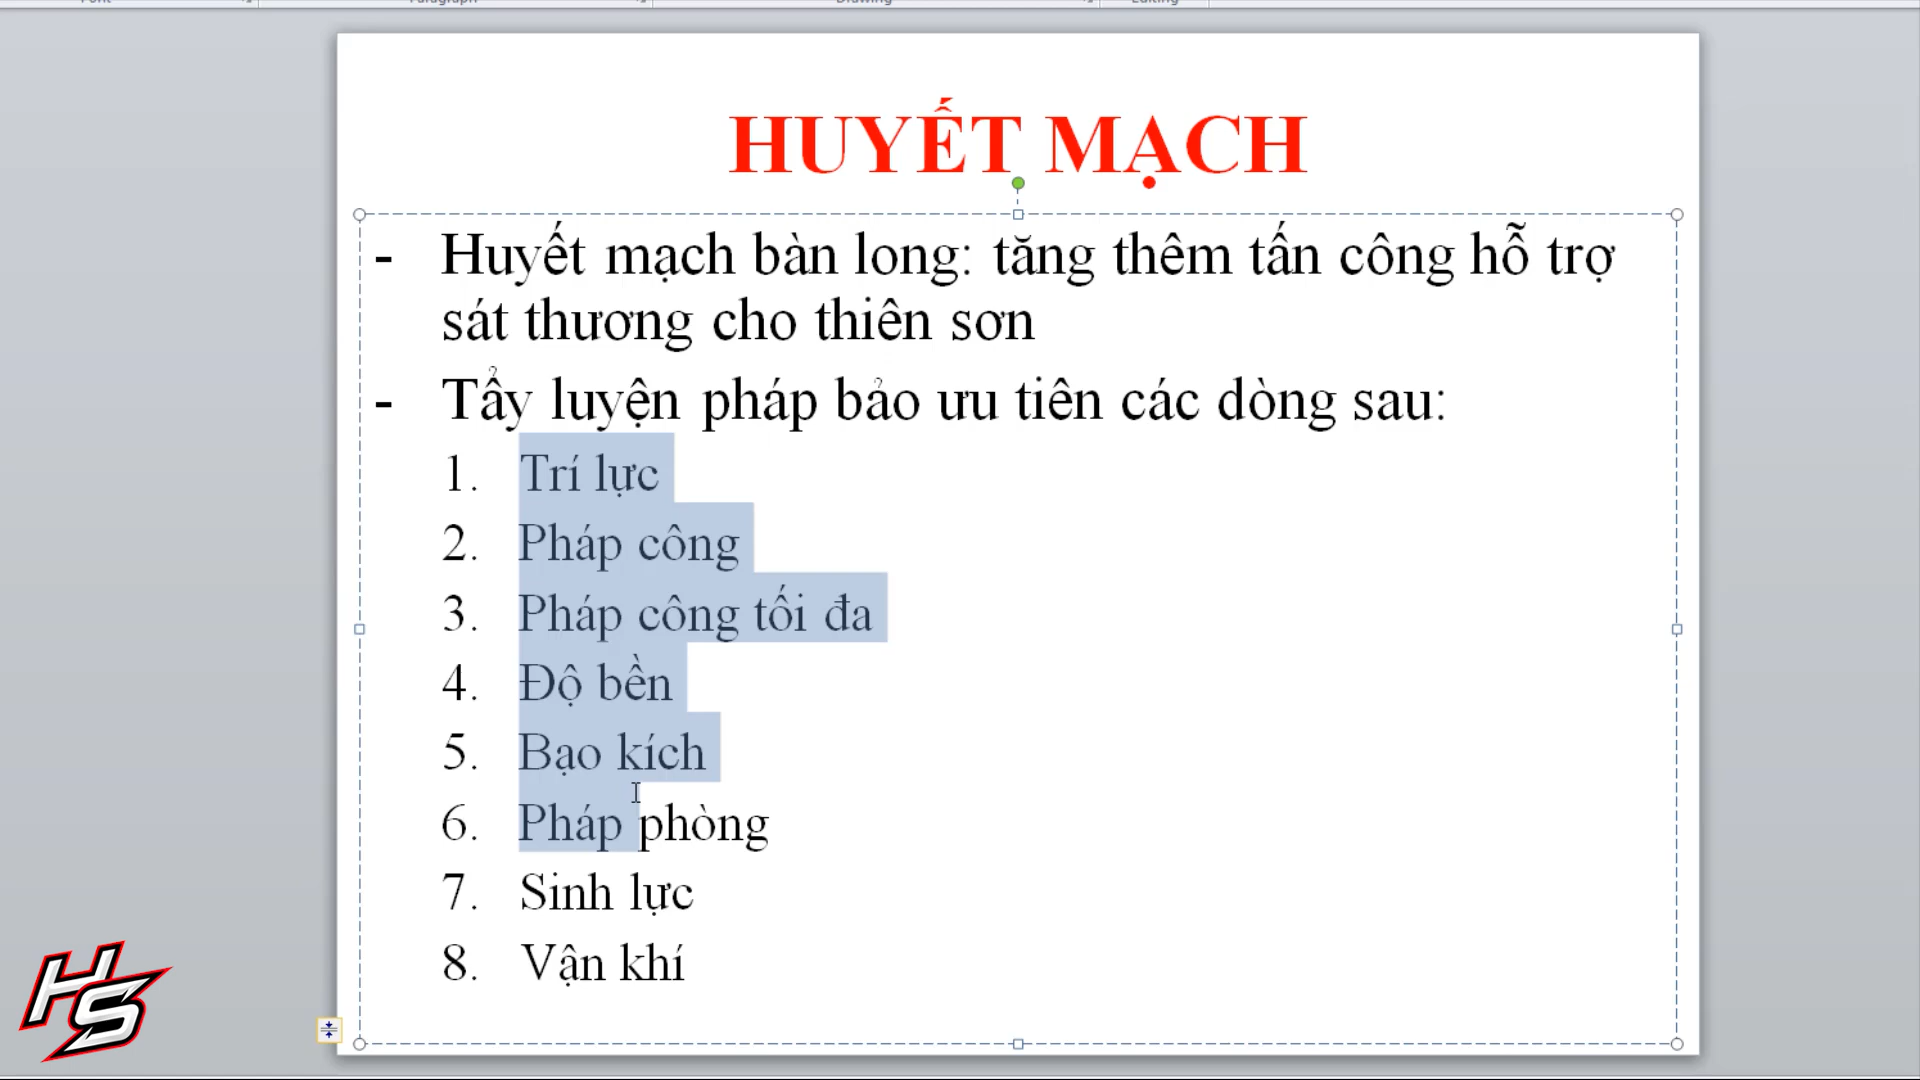 HUYẾT MẠCH
- Huyết mạch bàn long: tăng thêm tấn công hỗ trợ
sát thương cho thiên sơn
- Tẩy luyện pháp bảo ưu tiên các dòng sau:
1. Trí lực
2. Pháp công
3. Pháp công tối đa
4. Độ bền
5. Bạo kích
6. Pháp phòng
7. Sinh lực
8. Vận khí
HS